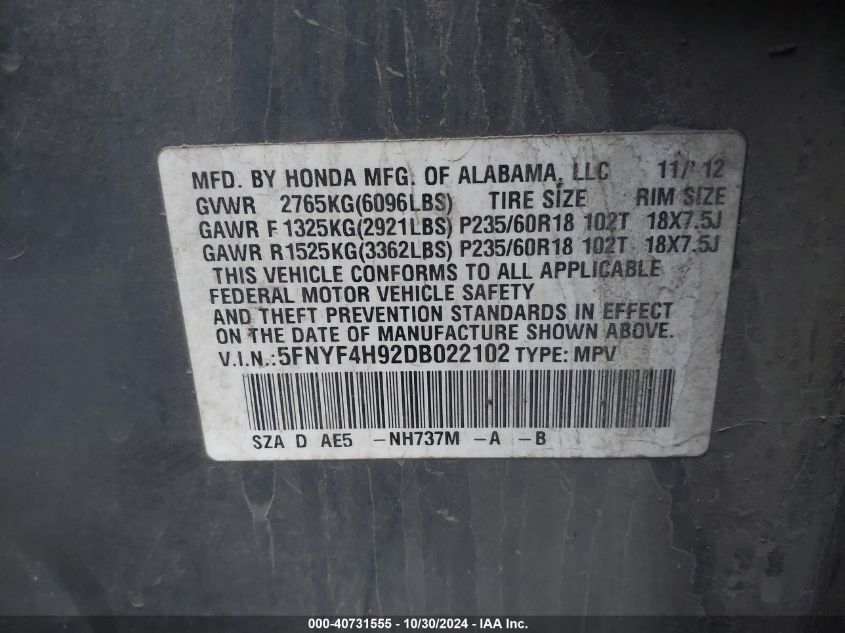 MFD. BY HONDA MFG. OF ALABAMA, LLC 11/'12
GVWR 2765KG(6096LBS) TIRE SIZE RIM SIZE
GAWR F 1325KG(2921LBS) P235/60R18 102T 18X7.5J
GAWR R 1525KG(3362LBS) P235/60R18 102T 18X7.5J
THIS VEHICLE CONFORMS TO ALL APPLICABLE
FEDERAL MOTOR VEHICLE SAFETY
AND THEFT PREVENTION STANDARDS IN EFFECT
ON THE DATE OF MANUFACTURE SHOWN ABOVE.
V.I.N.:5FNYF4H92DB022102 TYPE: MPV
SZA D AE5 -NH737M -A -B
000-40731555 - 10/30/2024 - IAA Inc.